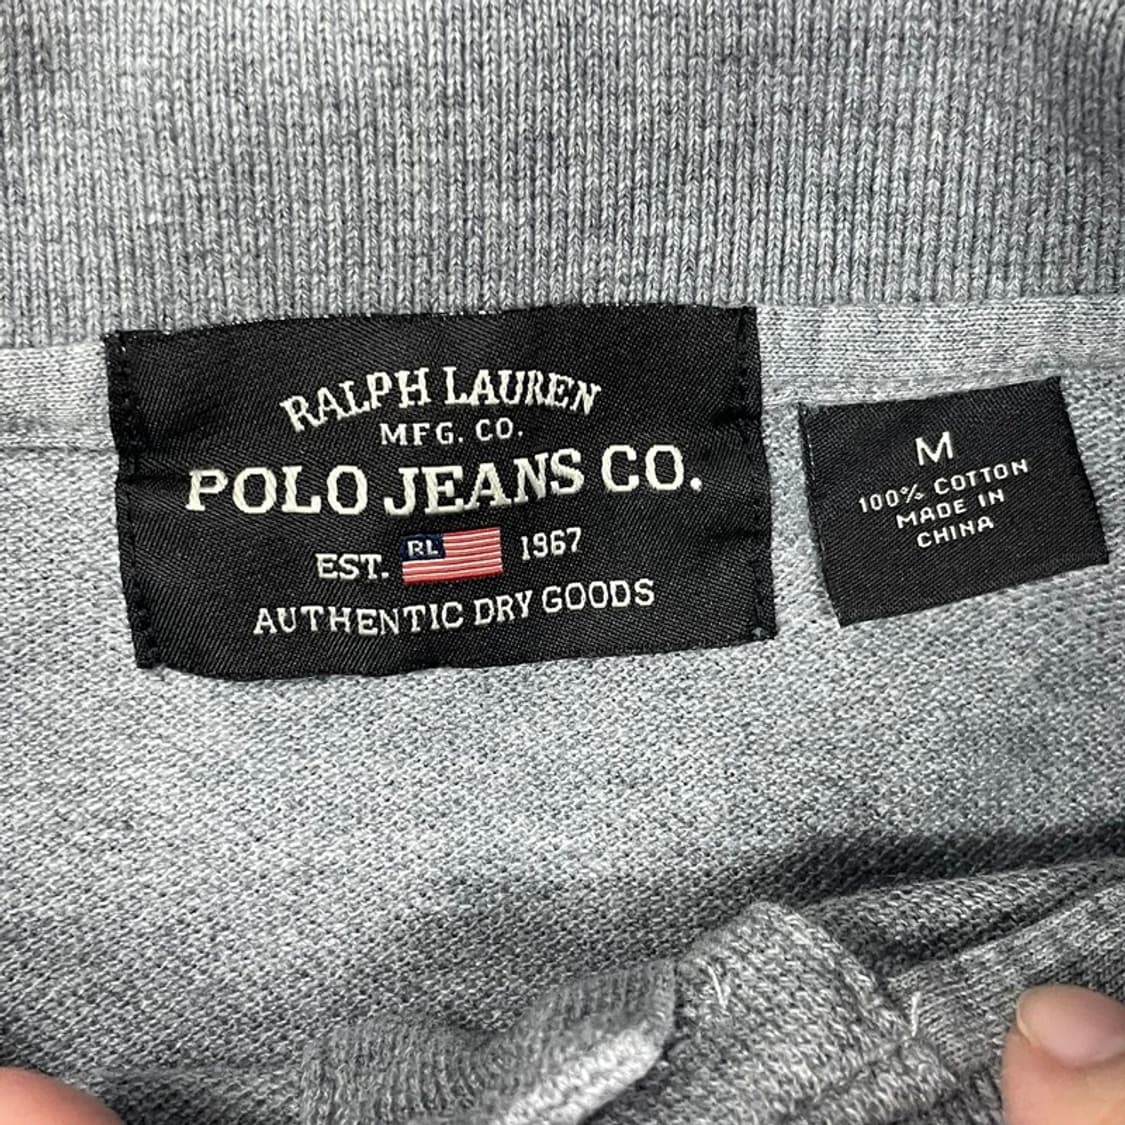 RALPH LAUREN
MFG. CO.
POLO JEANS CO.
EST. RL 1967
AUTHENTIC DRY GOODS
M
100% COTTON
MADE IN
CHINA